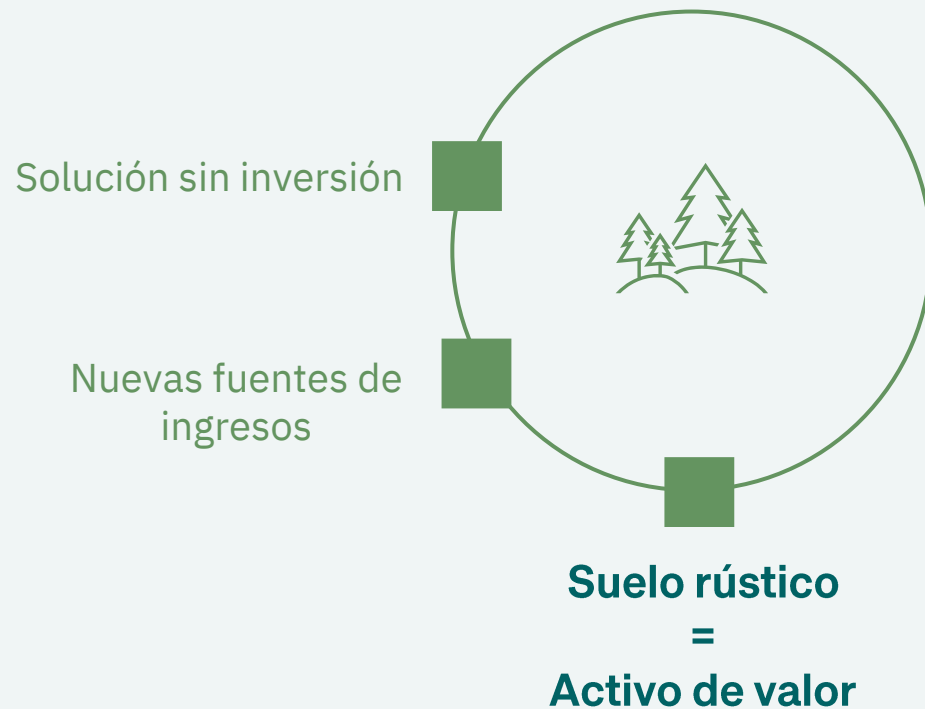 Solución sin inversión
Nuevas fuentes de
ingresos
Suelo rústico
=
Activo de valor